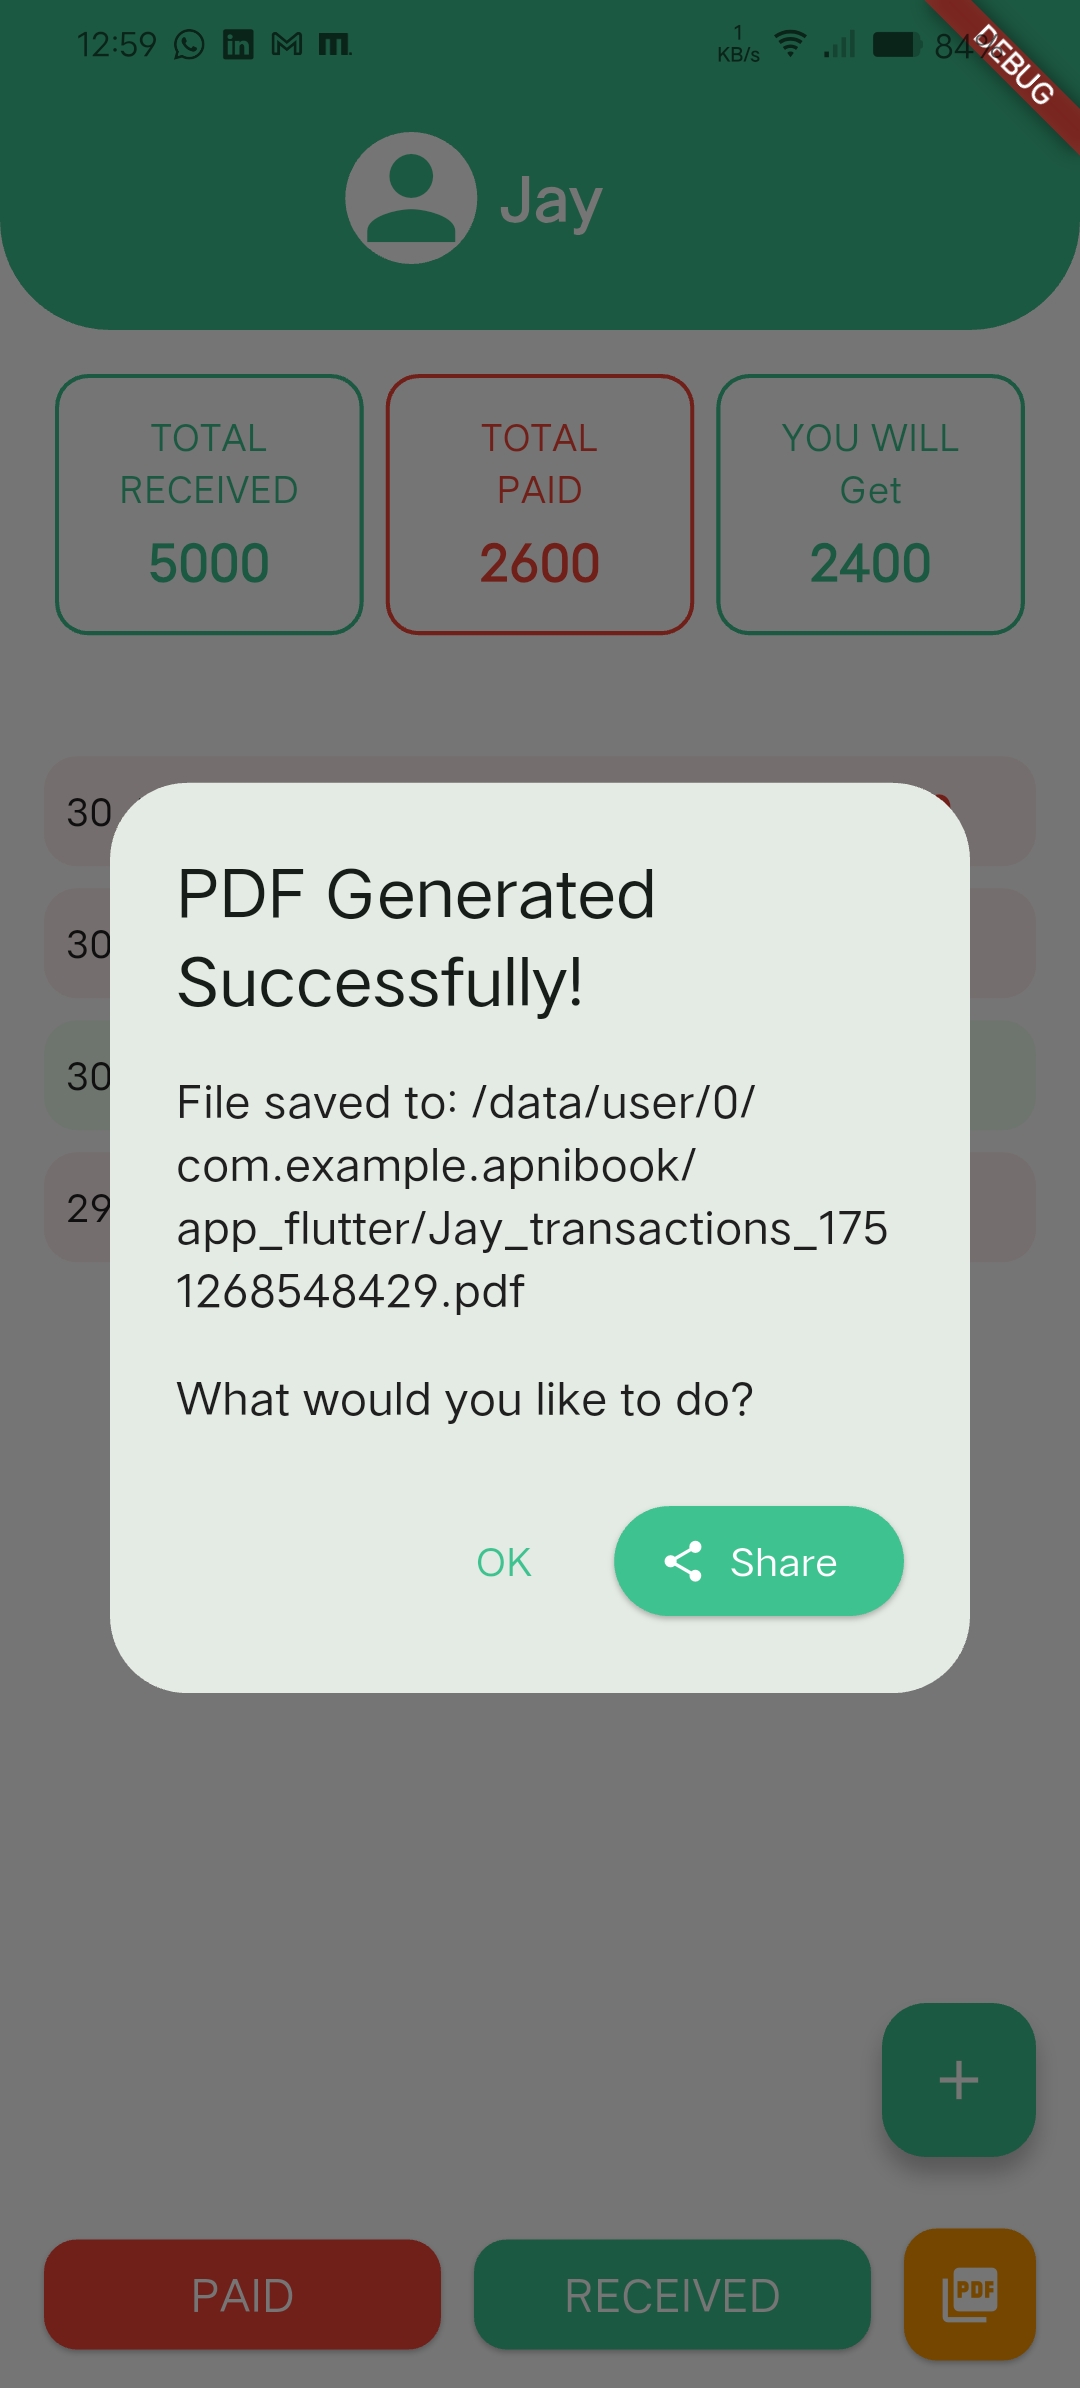 12:59
1
KB/s
DEBUG
Jay
TOTAL
RECEIVED
5000
TOTAL
PAID
2600
YOU WILL
Get
2400
30
30
30
29
PDF Generated
Successfully!
File saved to: /data/user/0/
com.example.apnibook/
app_flutter/Jay_transactions_175
1268548429.pdf
What would you like to do?
OK
Share
PAID
RECEIVED
PDF